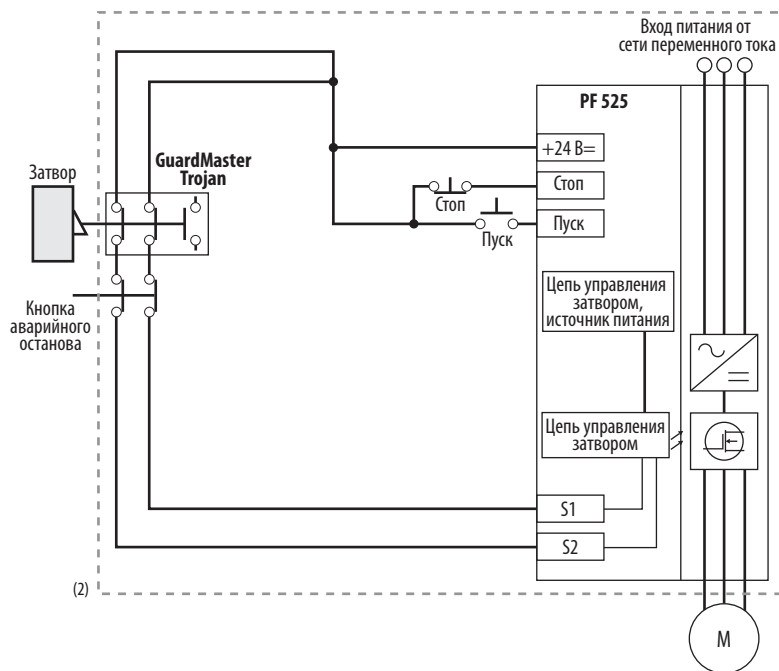 Вход питания от
сети переменного тока
PF 525
+24 В=
Стоп
Пуск
Стоп
Пуск
GuardMaster
Trojan
Затвор
Кнопка
аварийного
останова
Цепь управления
затвором,
источник питания
Цепь управления
затвором
S1
S2
(2)
M